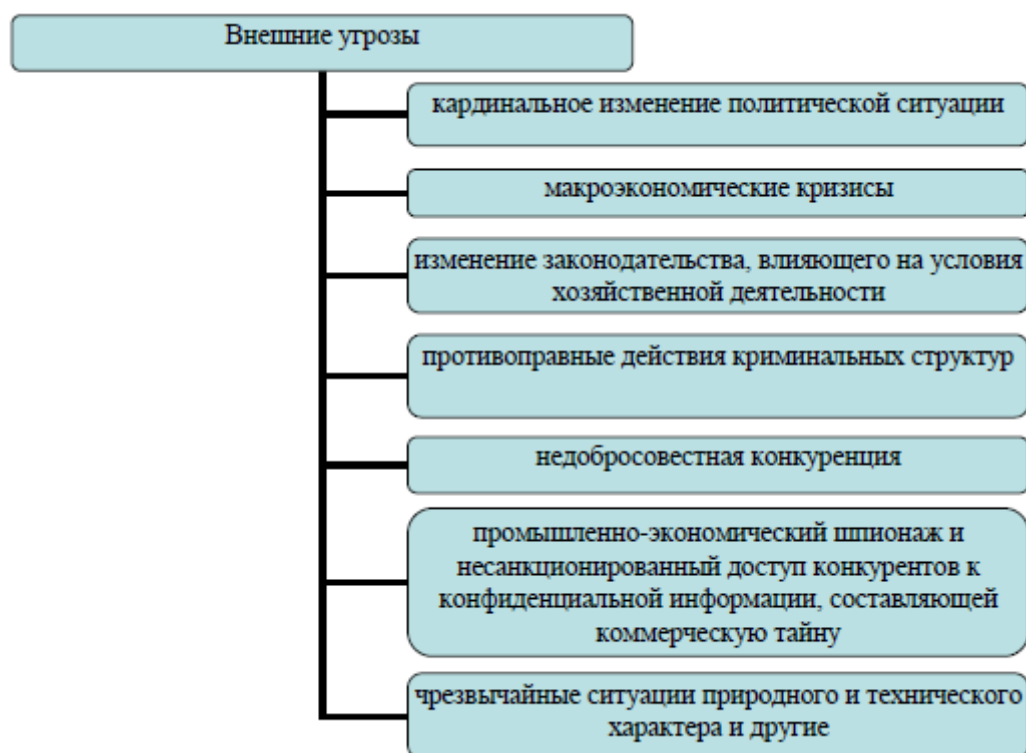 Внешние угрозы
кардинальное изменение политической ситуации
макроэкономические кризисы
изменение законодательства, влияющего на условия
хозяйственной деятельности
противоправные действия криминальных структур
недобросовестная конкуренция
промышленно-экономический шпионаж и
несанкционированный доступ конкурентов к
конфиденциальной информации, составляющей
коммерческую тайну
чрезвычайные ситуации природного и технического
характера и другие